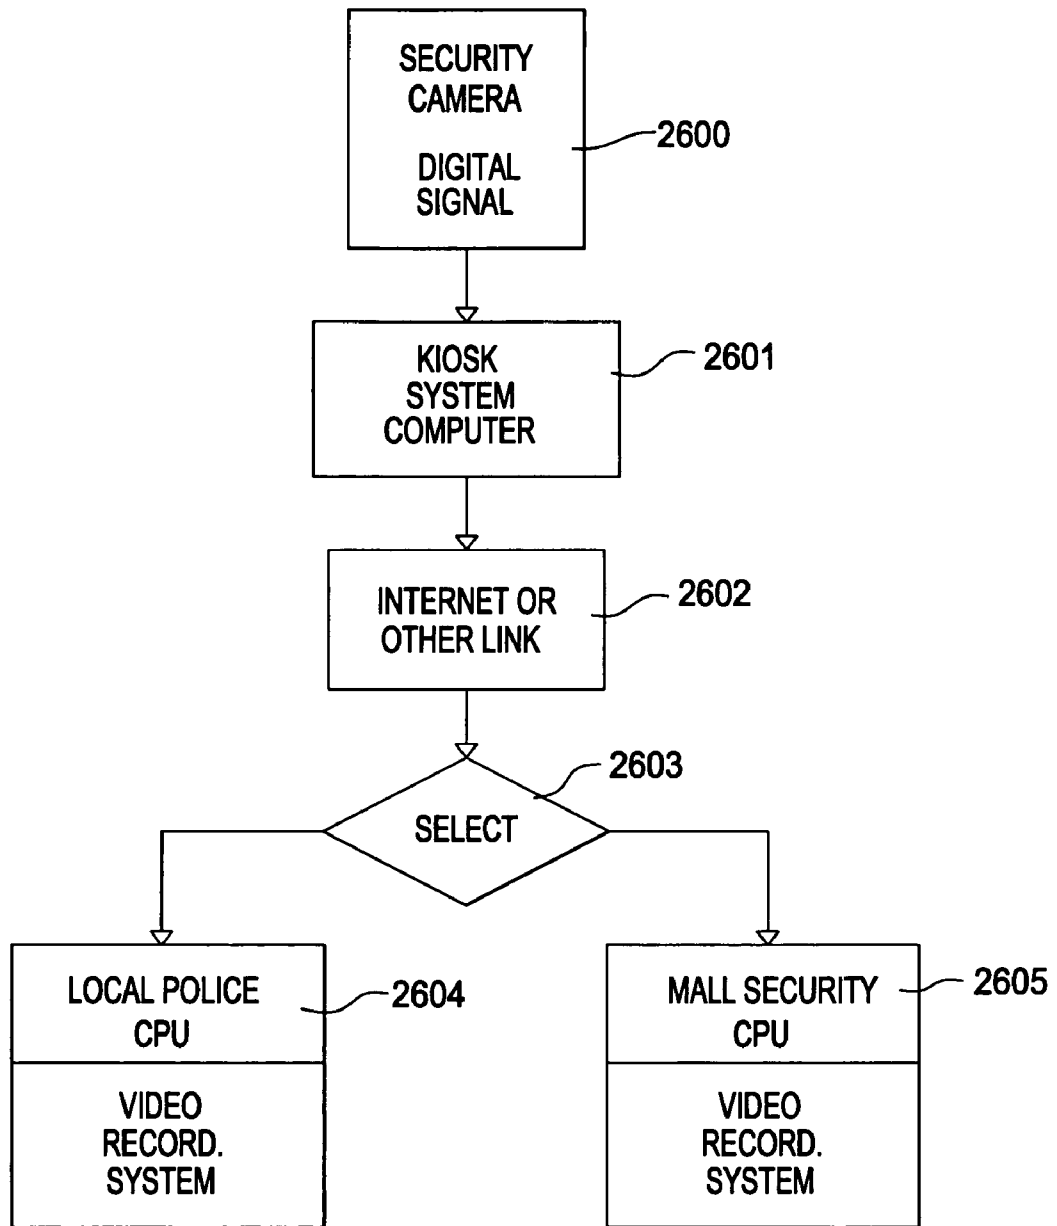 SECURITY
CAMERA
DIGITAL
SIGNAL
2600
KIOSK
SYSTEM
COMPUTER
2601
INTERNET OR
OTHER LINK
2602
SELECT
2603
LOCAL POLICE
CPU
2604
VIDEO
RECORD.
SYSTEM
MALL SECURITY
CPU
2605
VIDEO
RECORD.
SYSTEM